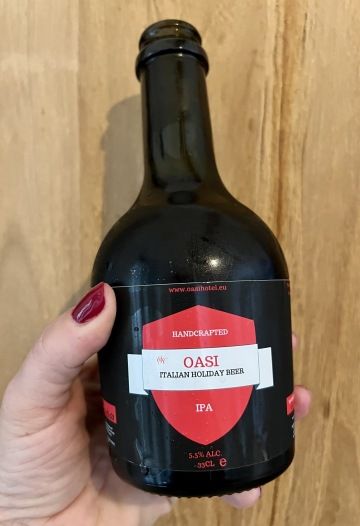 www.oasihotel.eu
HANDCRAFTED
OASI
ITALIAN HOLIDAY BEER
IPA
5.5% ALC.
33CL e